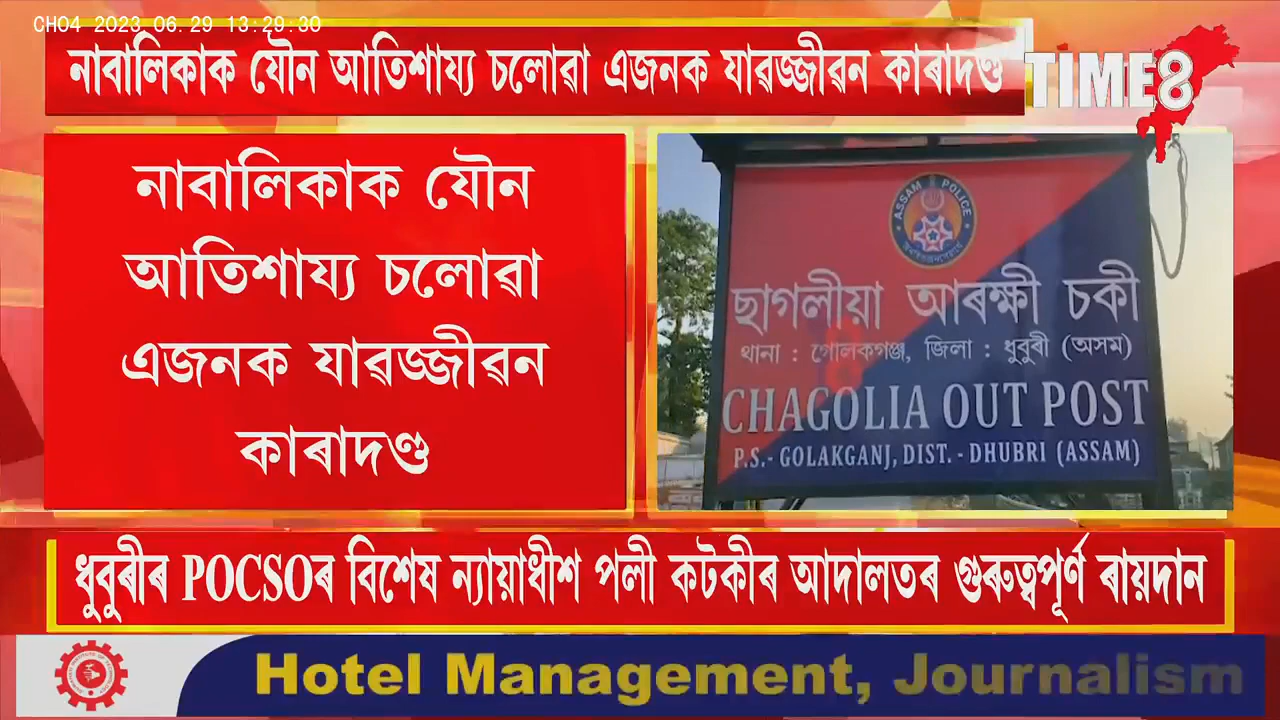 CH04 2023 06 29 13:29:30
নাবালিকাক যৌন আতিশায্য চলোৱা এজনক যাৱজ্জীৱন কাৰাদণ্ড
TIME8
নাবালিকাক যৌন
আতিশায্য চলোৱা
এজনক যাৱজ্জীৱন
কাৰাদণ্ড
ASSAM POLICE
ছাগলীয়া আৰক্ষী চকী
থানা : গোলকগঞ্জ, জিলা : ধুবুৰী (অসম)
CHAGOLIA OUT POST
P.S.- GOLAKGANJ, DIST. - DHUBRI (ASSAM)
ধুবুৰীৰ POCSOৰ বিশেষ ন্যায়াধীশ পলী কটকীৰ আদালতৰ গুৰুত্বপূৰ্ণ ৰায়দান
Hotel Management, Journalism